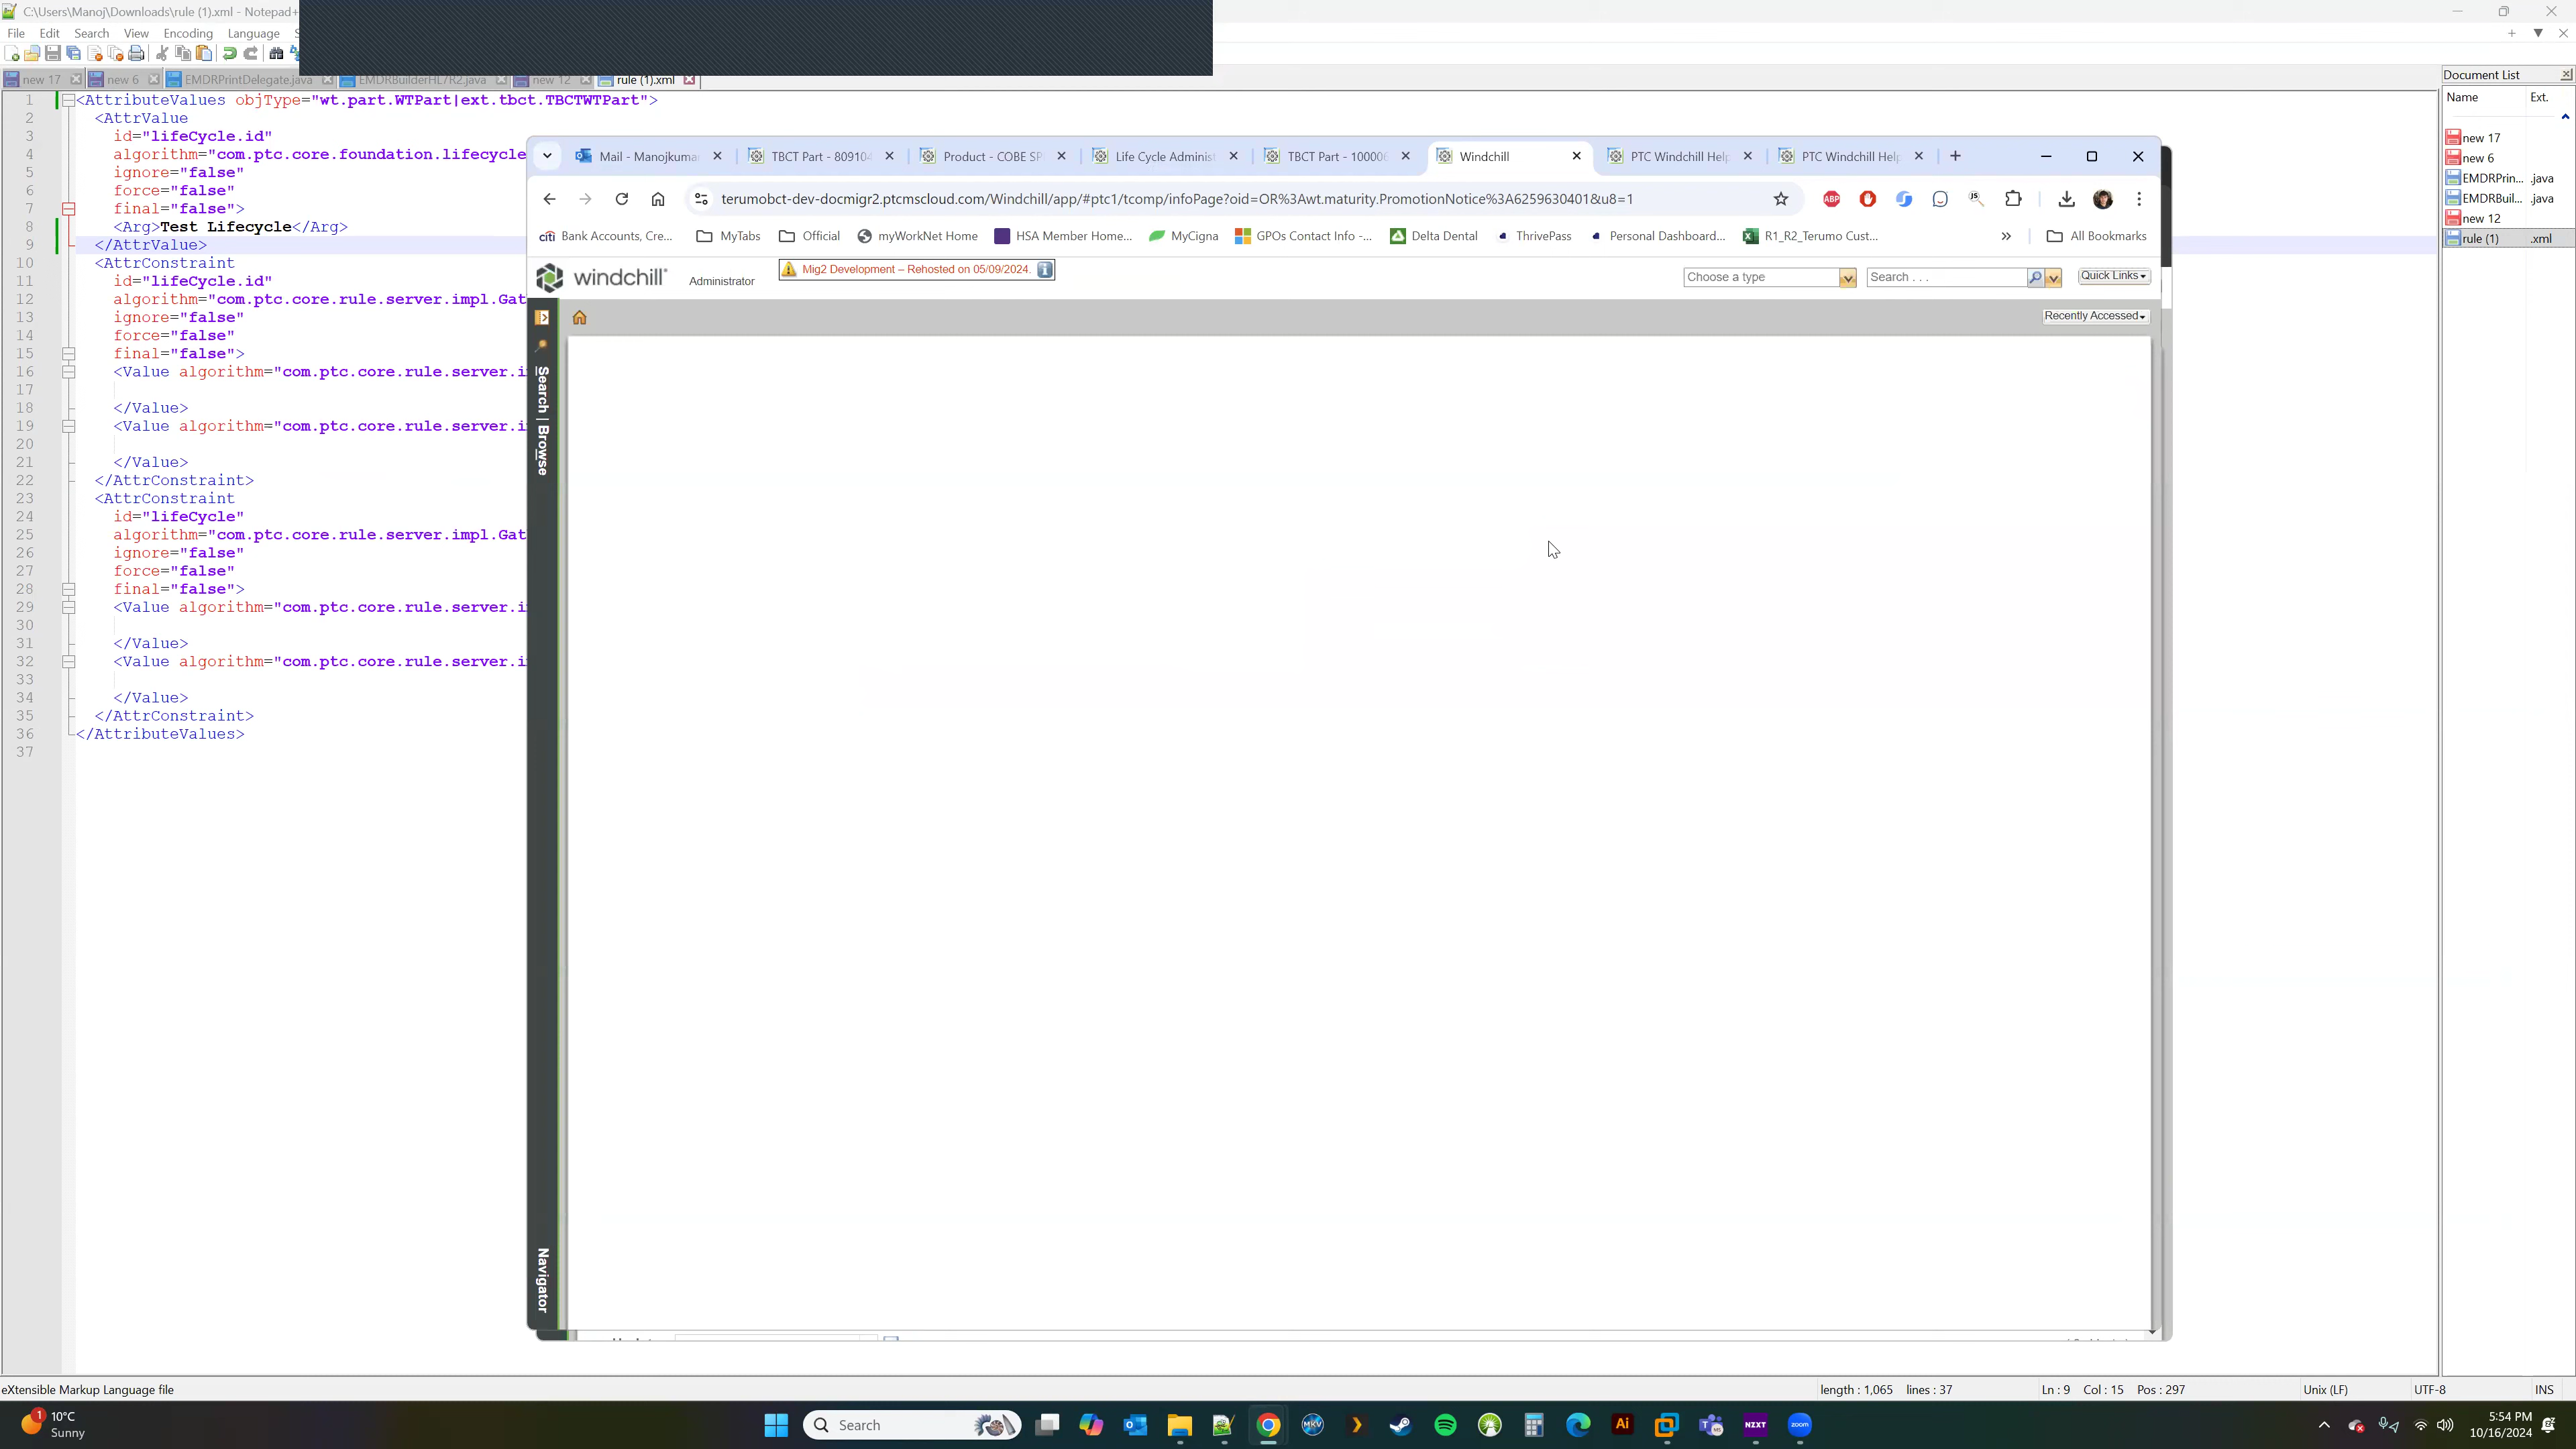 C:\Users\Manoj\Downloads\rule (1).xml - Notepad+
File Edit Search View Encoding Language
new 17 new 6 EMDRPrintDelegate.java EMDRBuilderHL7R2.java new 12 rule (1).xml
1 <AttributeValues objType="wt.part.WTPart|ext.tbct.TBCTWTPart">
2 <AttrValue
3 id="lifeCycle.id"
4 algorithm="com.ptc.core.foundation.lifecycle
5 ignore="false"
6 force="false"
7 final="false">
8 <Arg>Test Lifecycle</Arg>
9 </AttrValue>
10 <AttrConstraint
11 id="lifeCycle.id"
12 algorithm="com.ptc.core.rule.server.impl.Gat
13 ignore="false"
14 force="false"
15 final="false">
16 <Value algorithm="com.ptc.core.rule.server.i
17
18 </Value>
19 <Value algorithm="com.ptc.core.rule.server.i
20
21 </Value>
22 </AttrConstraint>
23 <AttrConstraint
24 id="lifeCycle"
25 algorithm="com.ptc.core.rule.server.impl.Gat
26 ignore="false"
27 force="false"
28 final="false">
29 <Value algorithm="com.ptc.core.rule.server.i
30
31 </Value>
32 <Value algorithm="com.ptc.core.rule.server.i
33
34 </Value>
35 </AttrConstraint>
36 </AttributeValues>
37
Mail - Manojkuma TBCT Part - 809104 Product - COBE SP Life Cycle Administ TBCT Part - 100006 Windchill PTC Windchill Help PTC Windchill Help
terumobct-dev-docmigr2.ptcmscloud.com/Windchill/app/#ptc1/tcomp/infoPage?oid=OR%3Awt.maturity.PromotionNotice%3A6259630401&u8=1
ABP JS
citi Bank Accounts, Cre... MyTabs Official myWorkNet Home HSA Member Home... MyCigna GPOs Contact Info -... Delta Dental ThrivePass Personal Dashboard... R1_R2_Terumo Cust... » All Bookmarks
windchill Administrator Mig2 Development – Rehosted on 05/09/2024. Choose a type Search . . . Quick Links
Recently Accessed
Search | Browse
Navigator
Document List
Name Ext.
new 17
new 6
EMDRPrin... .java
EMDRBuil... .java
new 12
rule (1) .xml
eXtensible Markup Language file length : 1,065 lines : 37 Ln : 9 Col : 15 Pos : 297 Unix (LF) UTF-8 INS
1 10°C
Sunny
Search
MKV Ai NZXT zoom
5:54 PM
10/16/2024